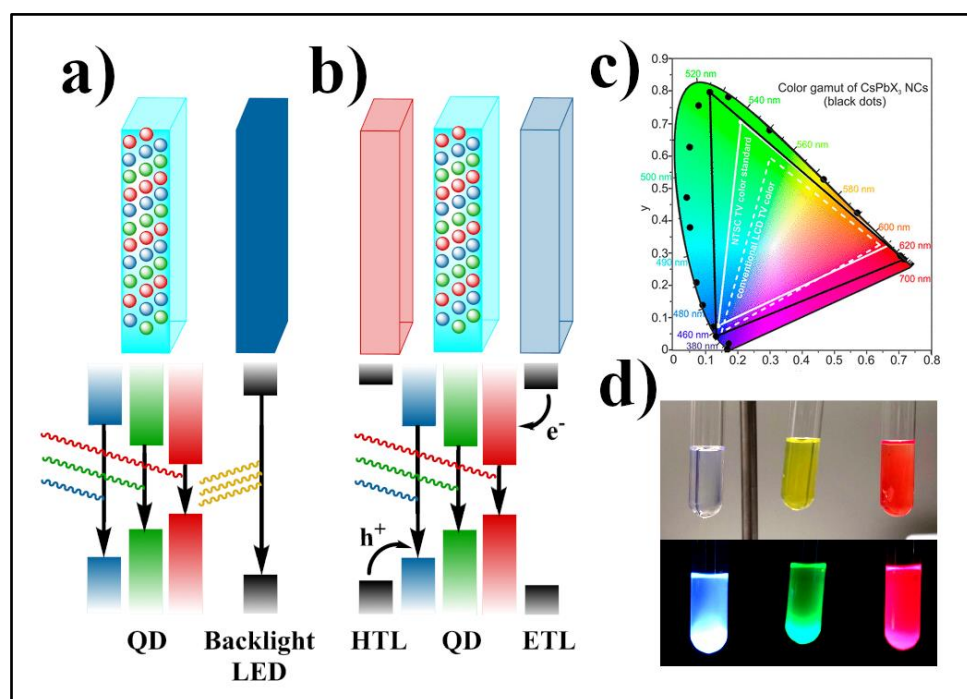 a)
QD
Backlight
LED
b)
e-
h+
HTL
QD
ETL
c)
Color gamut of CsPbX₃ NCs
(black dots)
NTSC TV color standard
conventional LCD TV color
520 nm
540 nm
560 nm
580 nm
600 nm
620 nm
700 nm
500 nm
490 nm
480 nm
460 nm
380 nm
y
0.9
0.8
0.7
0.6
0.5
0.4
0.3
0.2
0.1
0
0 0.1 0.2 0.3 0.4 0.5 0.6 0.7 0.8
d)